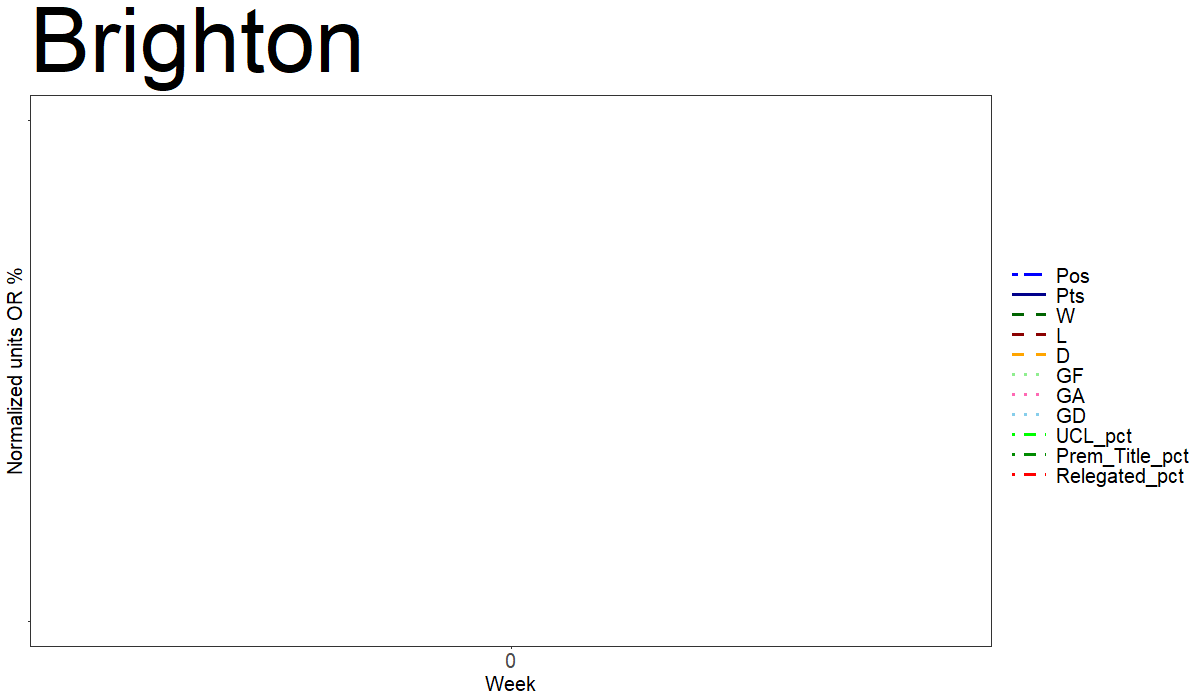 Brighton
Normalized units OR %
0
Week
Pos
Pts
W
L
D
GF
GA
GD
UCL_pct
Prem_Title_pct
Relegated_pct